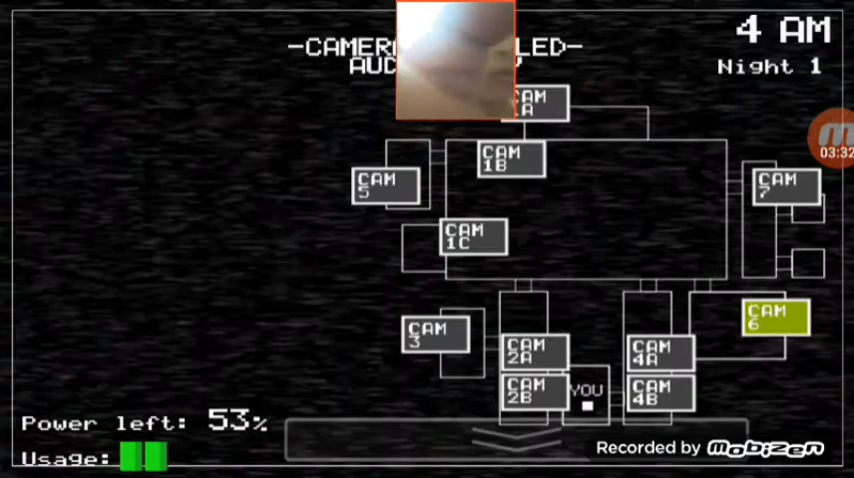 4 AM
Night 1
-CAMERA LED-
AUD
CAM
1A
CAM
1B
CAM
5
CAM
7
CAM
1C
CAM
6
CAM
3
CAM
2A
CAM
4A
CAM
2B
YOU
CAM
4B
Power left: 53%
Usage:
Recorded by mobizen
03:32